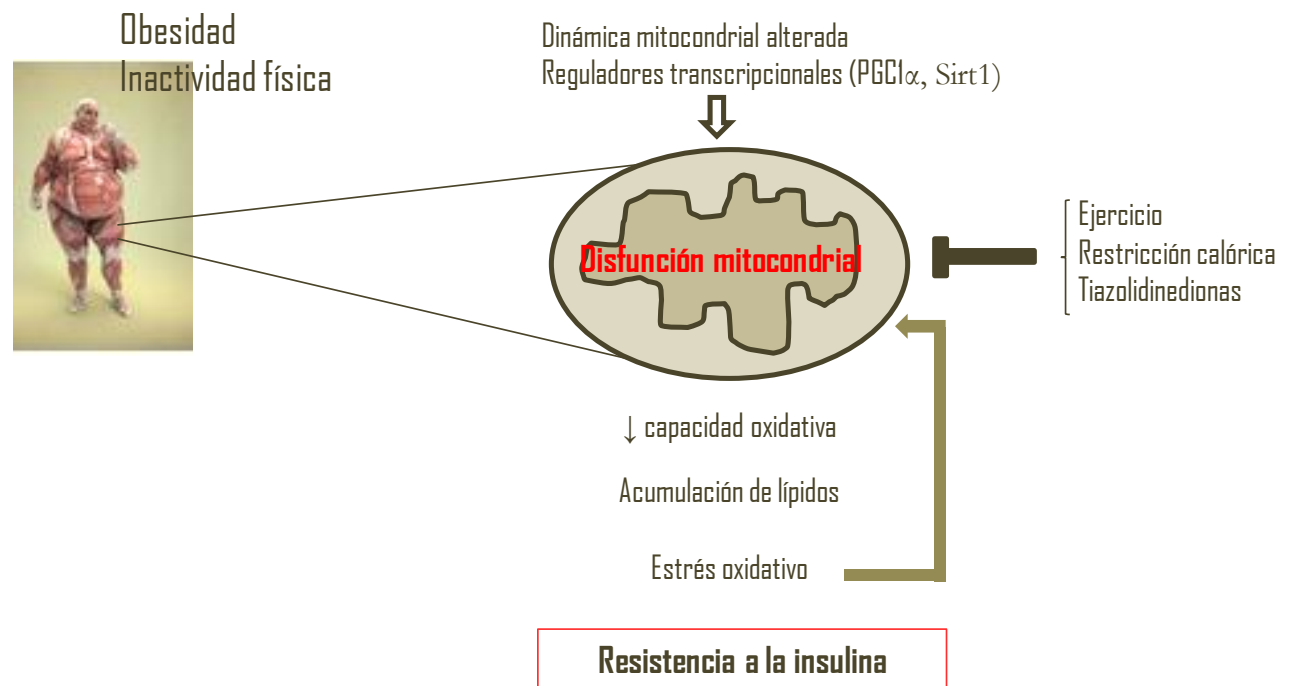 Obesidad
Inactividad física
Dinámica mitocondrial alterada
Reguladores transcripcionales (PGC1α, Sirt1)
Disfunción mitocondrial
Ejercicio
Restricción calórica
Tiazolidinedionas
↓ capacidad oxidativa
Acumulación de lípidos
Estrés oxidativo
Resistencia a la insulina